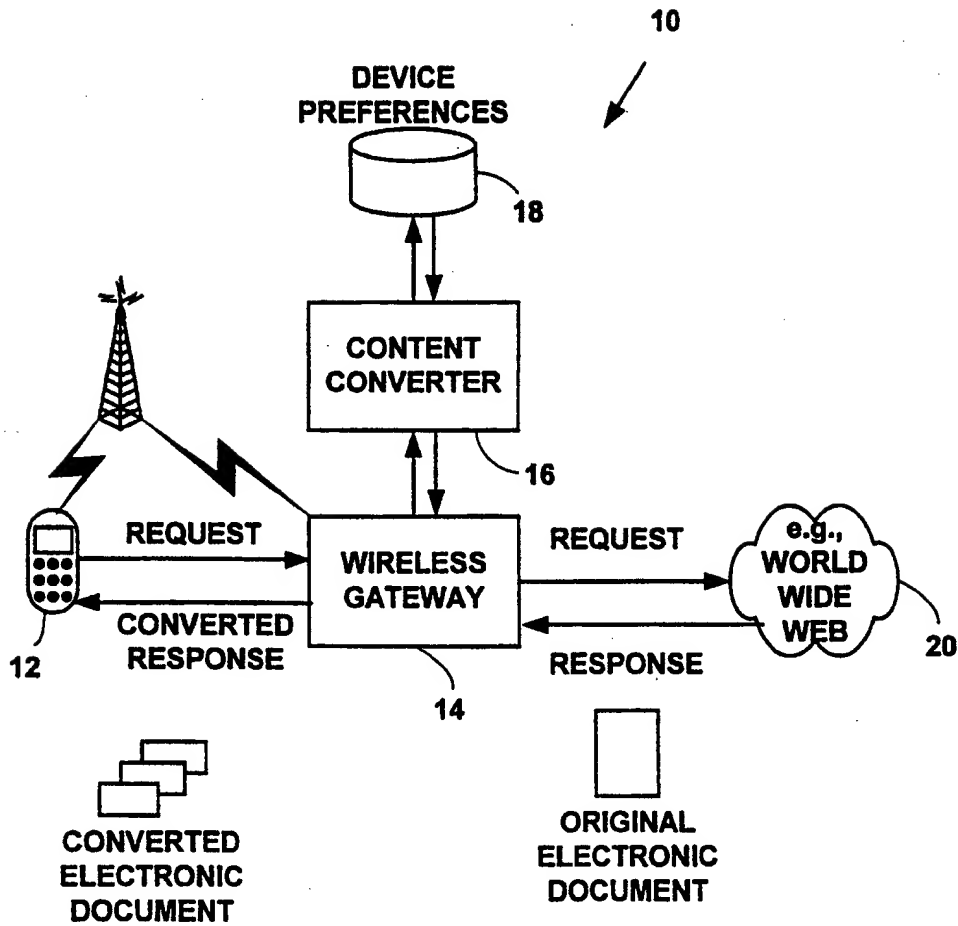 10
DEVICE
PREFERENCES
18
CONTENT
CONVERTER
16
REQUEST
CONVERTED
RESPONSE
12
WIRELESS
GATEWAY
14
REQUEST
RESPONSE
e.g.,
WORLD
WIDE
WEB
20
CONVERTED
ELECTRONIC
DOCUMENT
ORIGINAL
ELECTRONIC
DOCUMENT